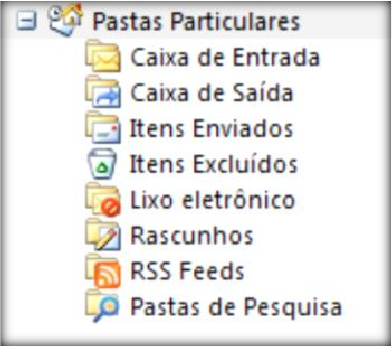 Pastas Particulares
Caixa de Entrada
Caixa de Saída
Itens Enviados
Itens Excluídos
Lixo eletrônico
Rascunhos
RSS Feeds
Pastas de Pesquisa